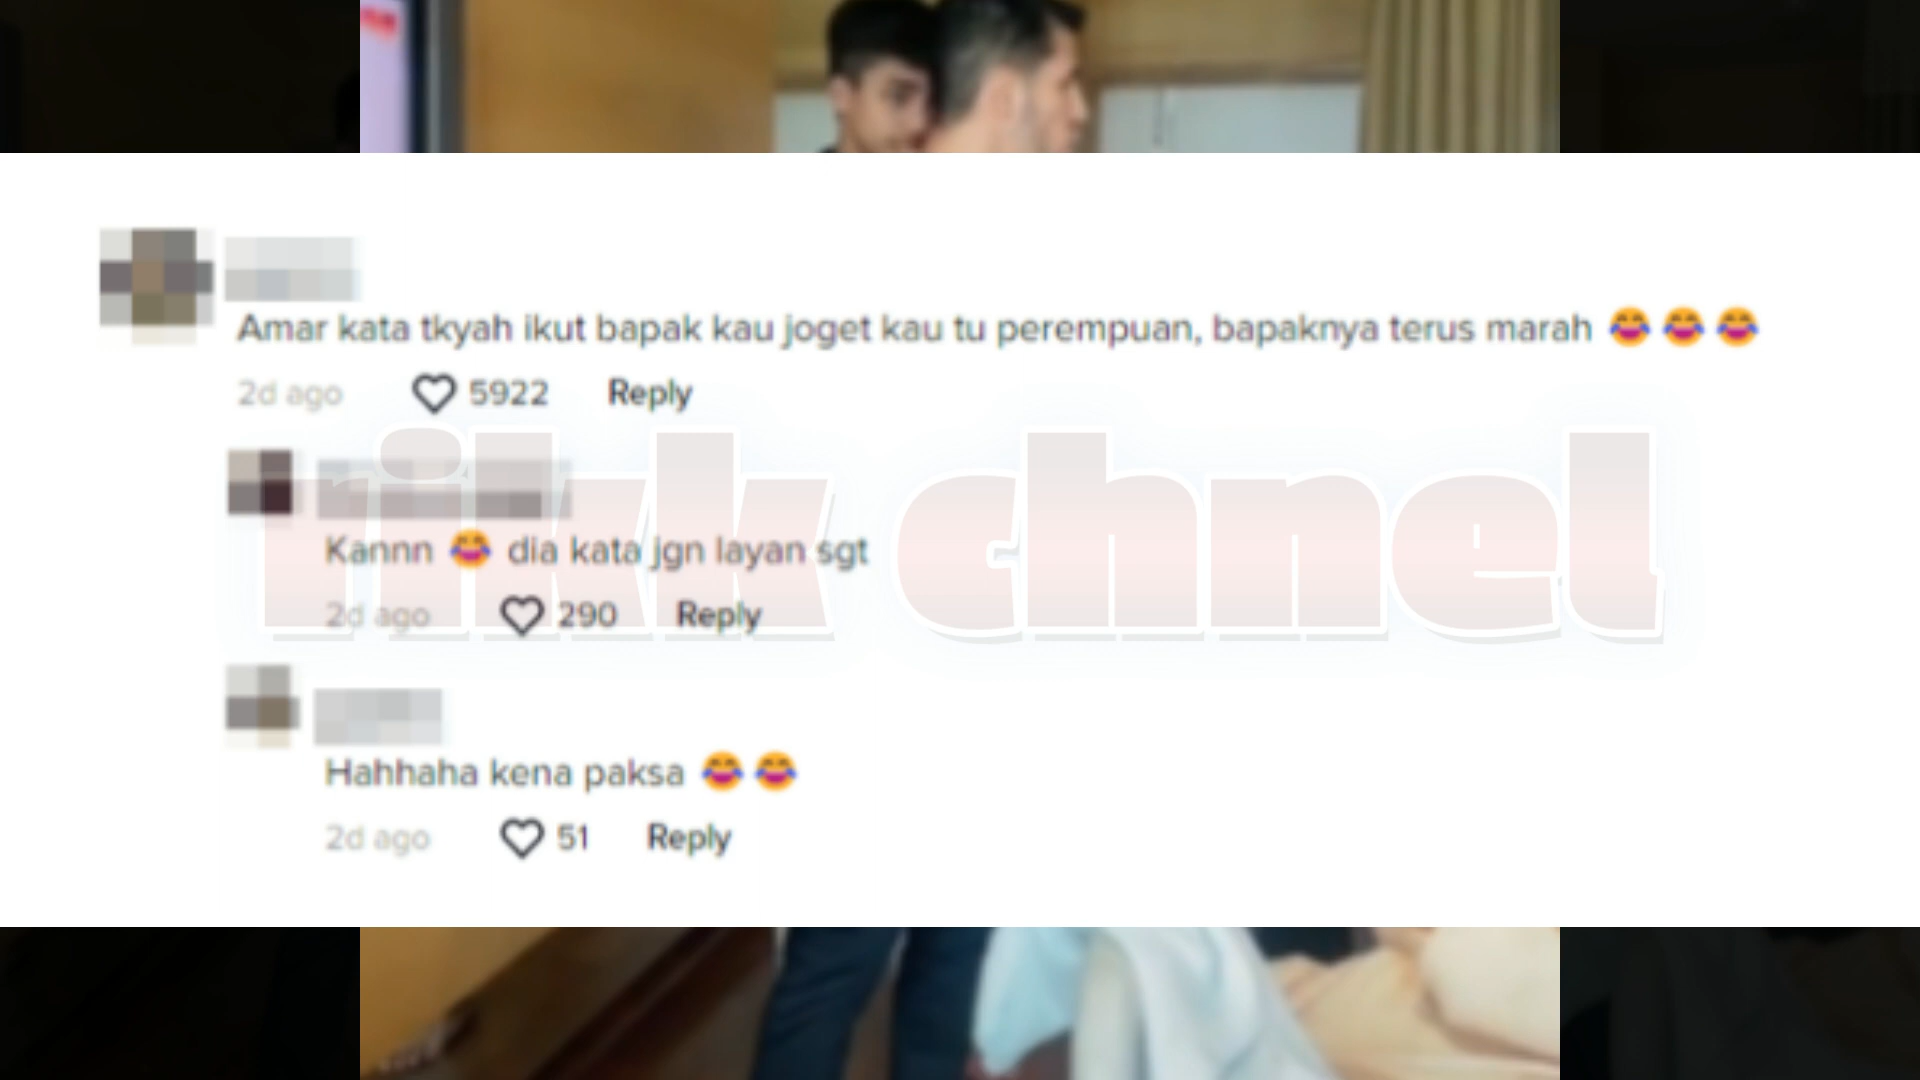 Amar kata tkyah ikut bapak kau joget kau tu perempuan, bapaknya terus marah 😂😂😂
2d ago 5922 Reply
Kannn 😂 dia kata jgn layan sgt
2d ago 290 Reply
Hahhaha kena paksa 😂😂
2d ago 51 Reply
rikk chnel